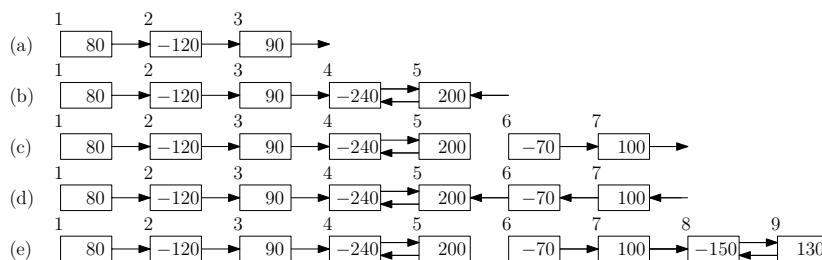 1 2 3
(a) 80 −120 90
1 2 3 4 5
(b) 80 −120 90 −240 200
1 2 3 4 5 6 7
(c) 80 −120 90 −240 200 −70 100
1 2 3 4 5 6 7
(d) 80 −120 90 −240 200 −70 100
1 2 3 4 5 6 7 8 9
(e) 80 −120 90 −240 200 −70 100 −150 130